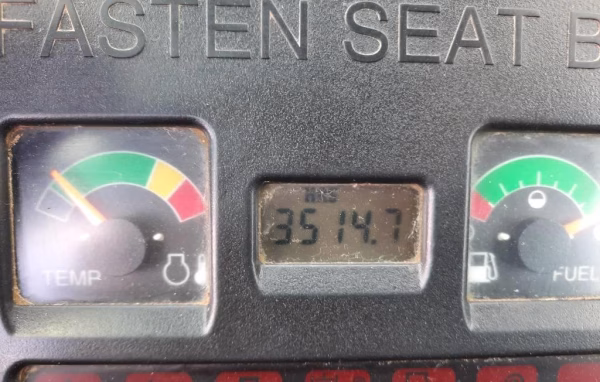 FASTEN SEAT B
HRS
3514.7
TEMP
FUEL